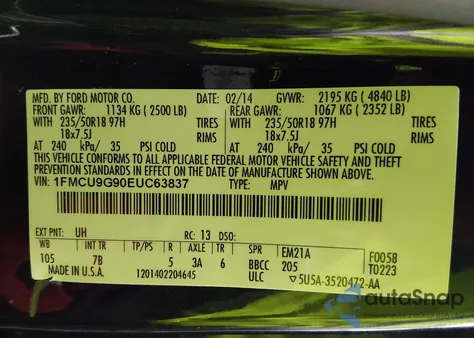 MFD. BY FORD MOTOR CO. DATE: 02/14 GVWR: 2195 KG ( 4840 LB)
FRONT GAWR: 1134 KG ( 2500 LB) REAR GAWR: 1067 KG ( 2352 LB)
WITH 235/50R18 97H TIRES WITH 235/50R18 97H TIRES
18x7.5J RIMS 18x7.5J RIMS
AT 240 kPa/ 35 PSI COLD AT 240 kPa/ 35 PSI COLD
THIS VEHICLE CONFORMS TO ALL APPLICABLE FEDERAL MOTOR VEHICLE SAFETY AND THEFT
PREVENTION STANDARDS IN EFFECT ON THE DATE OF MANUFACTURE SHOWN ABOVE.
VIN: 1FMCU9G90EUC63837 TYPE: MPV
EXT PNT: UH RC: 13 DSO:
WB INT TR TP/PS R AXLE TR SPR EM21A F0058
105 7B 5 3A 6 BBCC 205 T0223
MADE IN U.S.A. 1201402204645 ULC 5U5A-3520472-AA
autoSnap